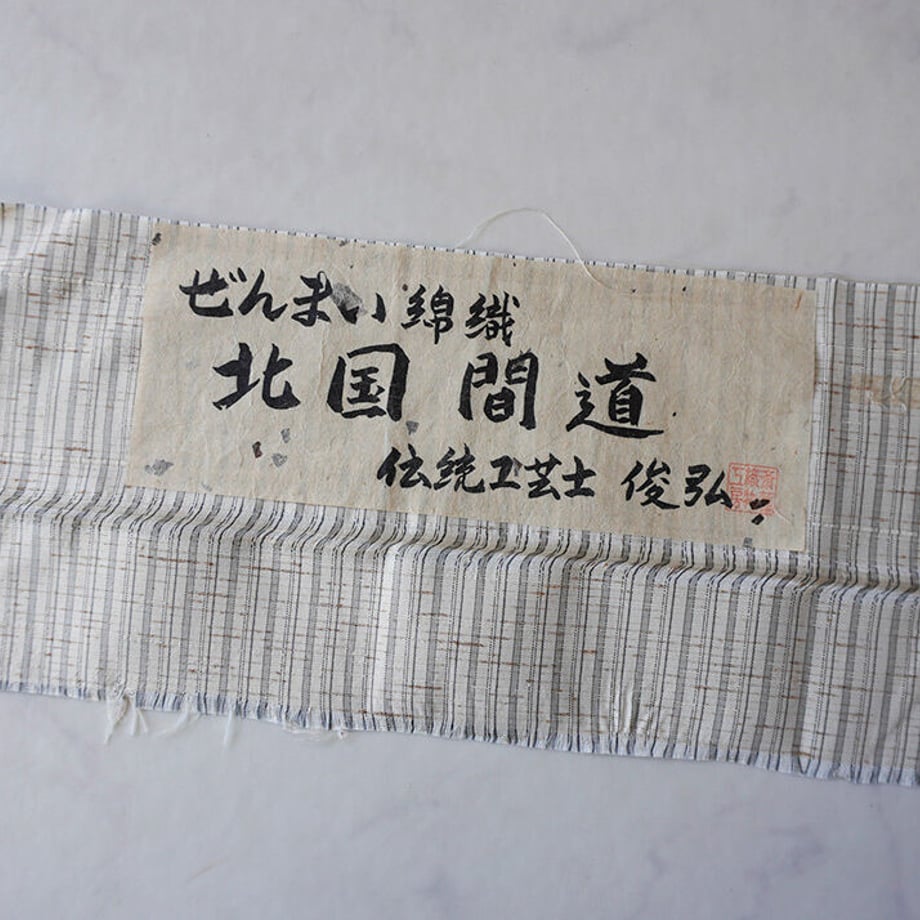 ぜんまい綿織
北国間道
伝統工芸士 俊弘